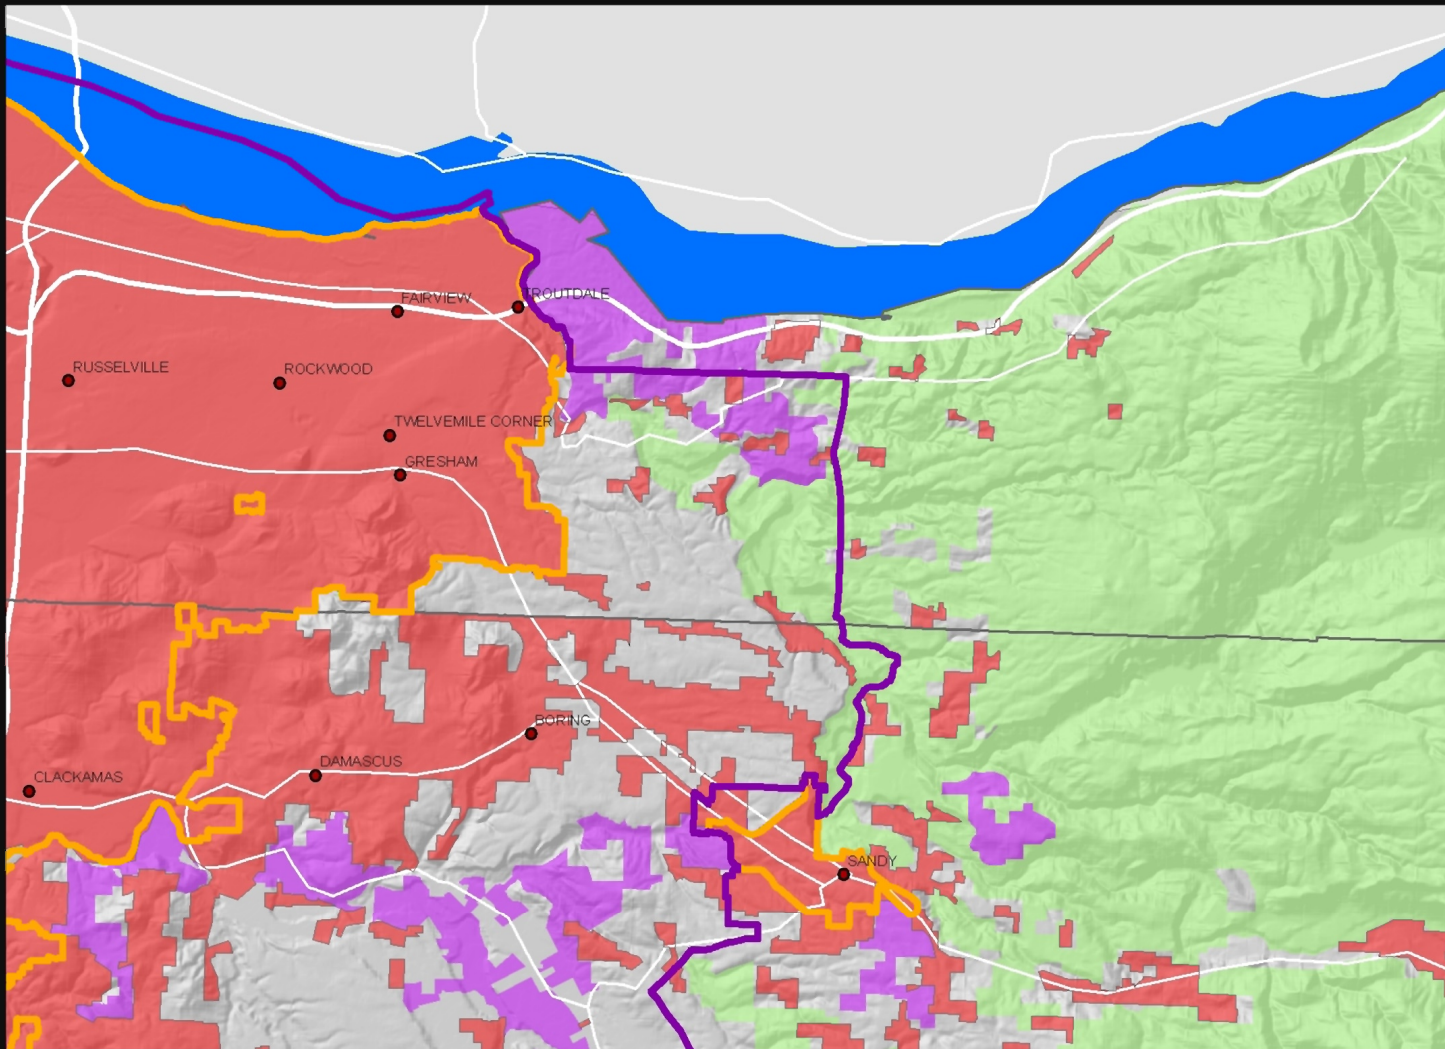 TROUTDALE
FAIRVIEW
RUSSELVILLE
ROCKWOOD
TWELVEMILE CORNER
GRESHAM
BORING
DAMASCUS
CLACKAMAS
SANDY